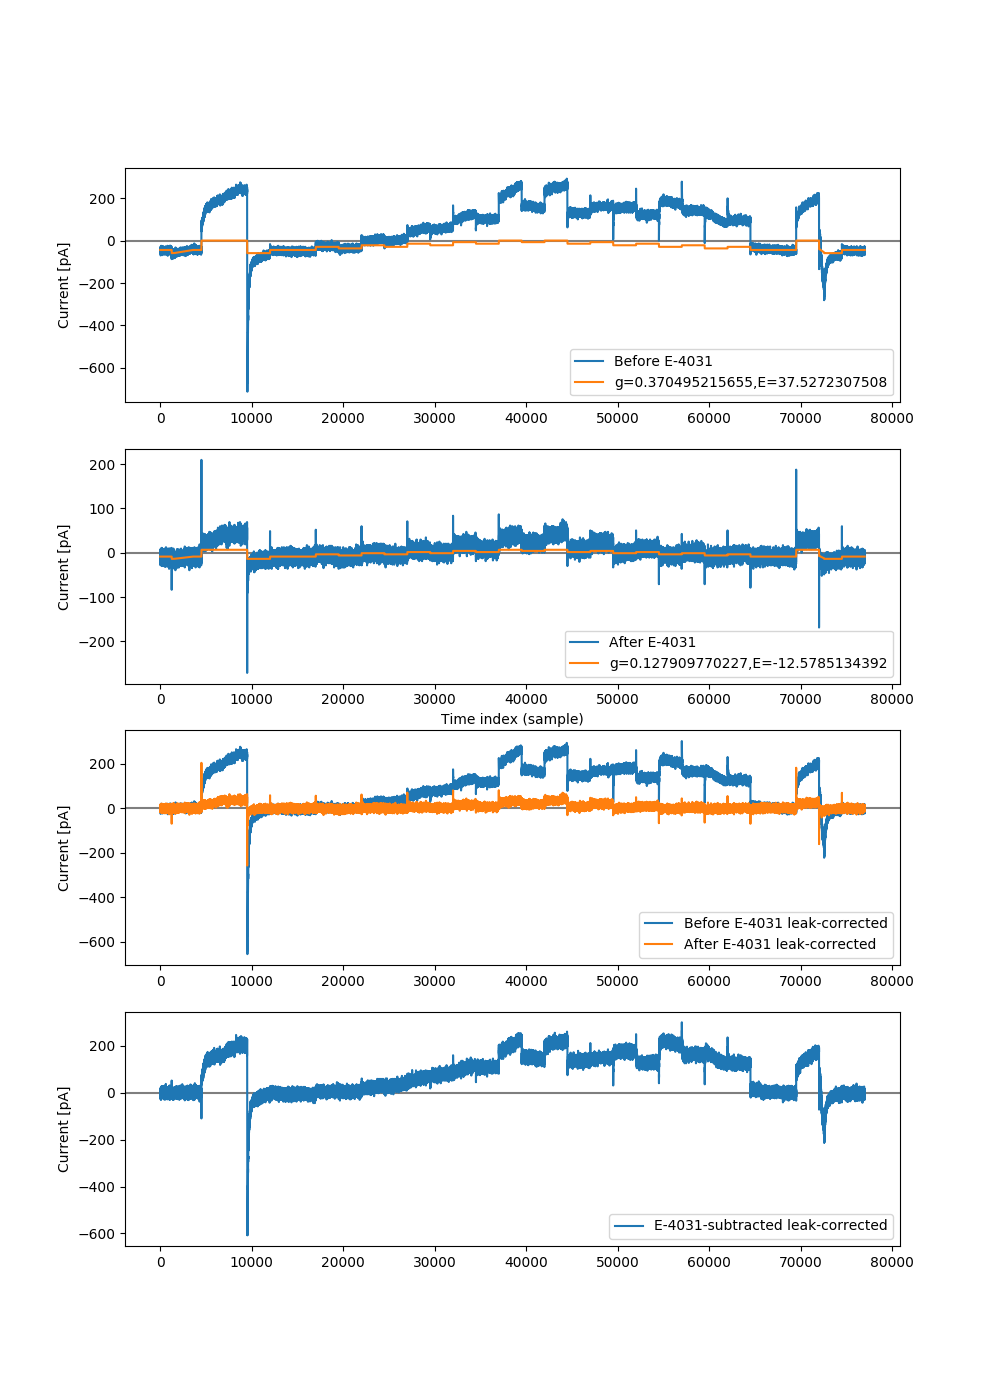 200
0
−200
−400
−600
Current [pA]
Before E-4031
g=0.370495215655,E=37.5272307508
0 10000 20000 30000 40000 50000 60000 70000 80000
200
100
0
−100
−200
Current [pA]
After E-4031
g=0.127909770227,E=-12.5785134392
0 10000 20000 30000 40000 50000 60000 70000 80000
Time index (sample)
200
0
−200
−400
−600
Current [pA]
Before E-4031 leak-corrected
After E-4031 leak-corrected
0 10000 20000 30000 40000 50000 60000 70000 80000
200
0
−200
−400
−600
Current [pA]
E-4031-subtracted leak-corrected
0 10000 20000 30000 40000 50000 60000 70000 80000